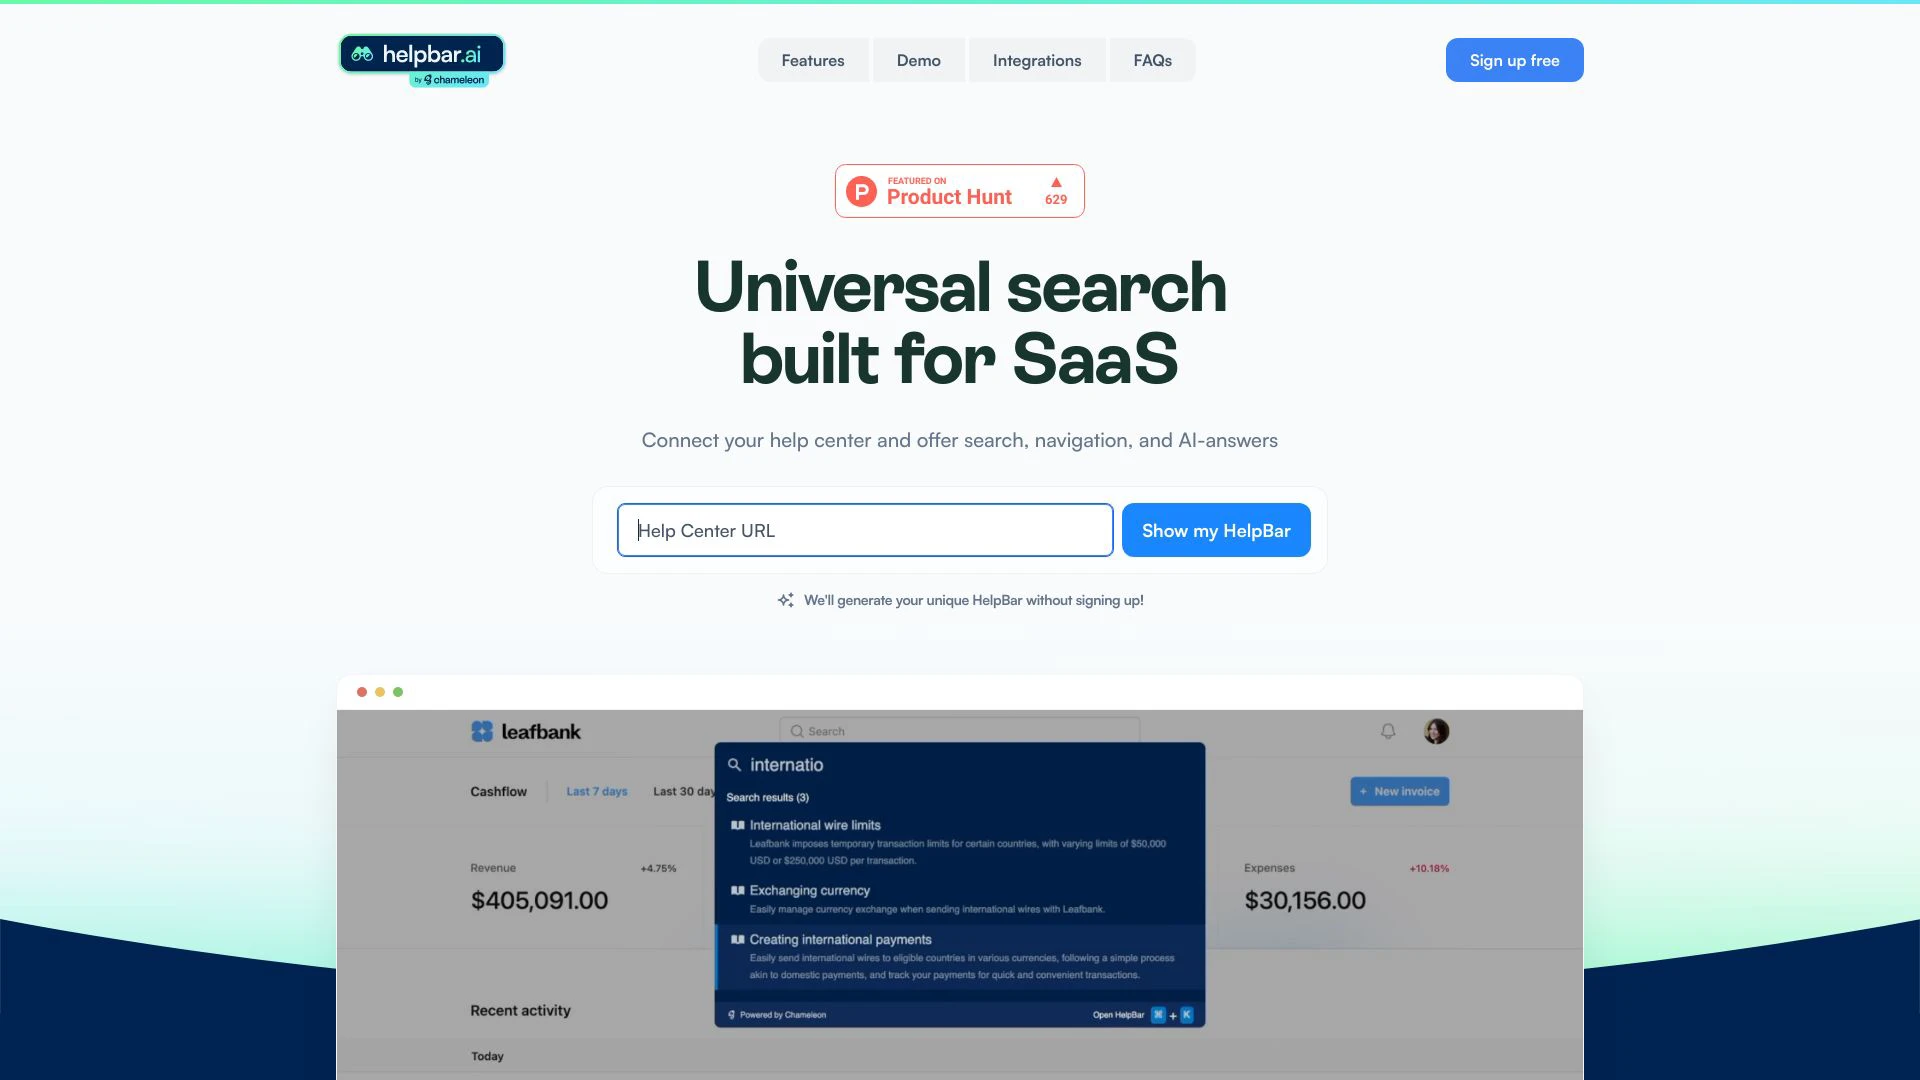 helpbar.ai
by chameleon
Features
Demo
Integrations
FAQs
Sign up free
FEATURED ON
Product Hunt
629
Universal search
built for SaaS
Connect your help center and offer search, navigation, and AI-answers
Help Center URL
Show my HelpBar
We'll generate your unique HelpBar without signing up!
leafbank
Search
internatio
Cashflow
Last 7 days
Last 30 day
+ New invoice
Search results (3)
International wire limits
Leafbank imposes temporary transaction limits for certain countries, with varying limits of $50,000
USD or $250,000 USD per transaction.
Revenue
+4.75%
$405,091.00
Exchanging currency
Easily manage currency exchange when sending international wires with Leafbank.
Expenses
+10.18%
$30,156.00
Creating international payments
Easily send international wires to eligible countries in various currencies, following a simple process
akin to domestic payments, and track your payments for quick and convenient transactions.
Powered by Chameleon
Open HelpBar ⌘ + K
Recent activity
Today